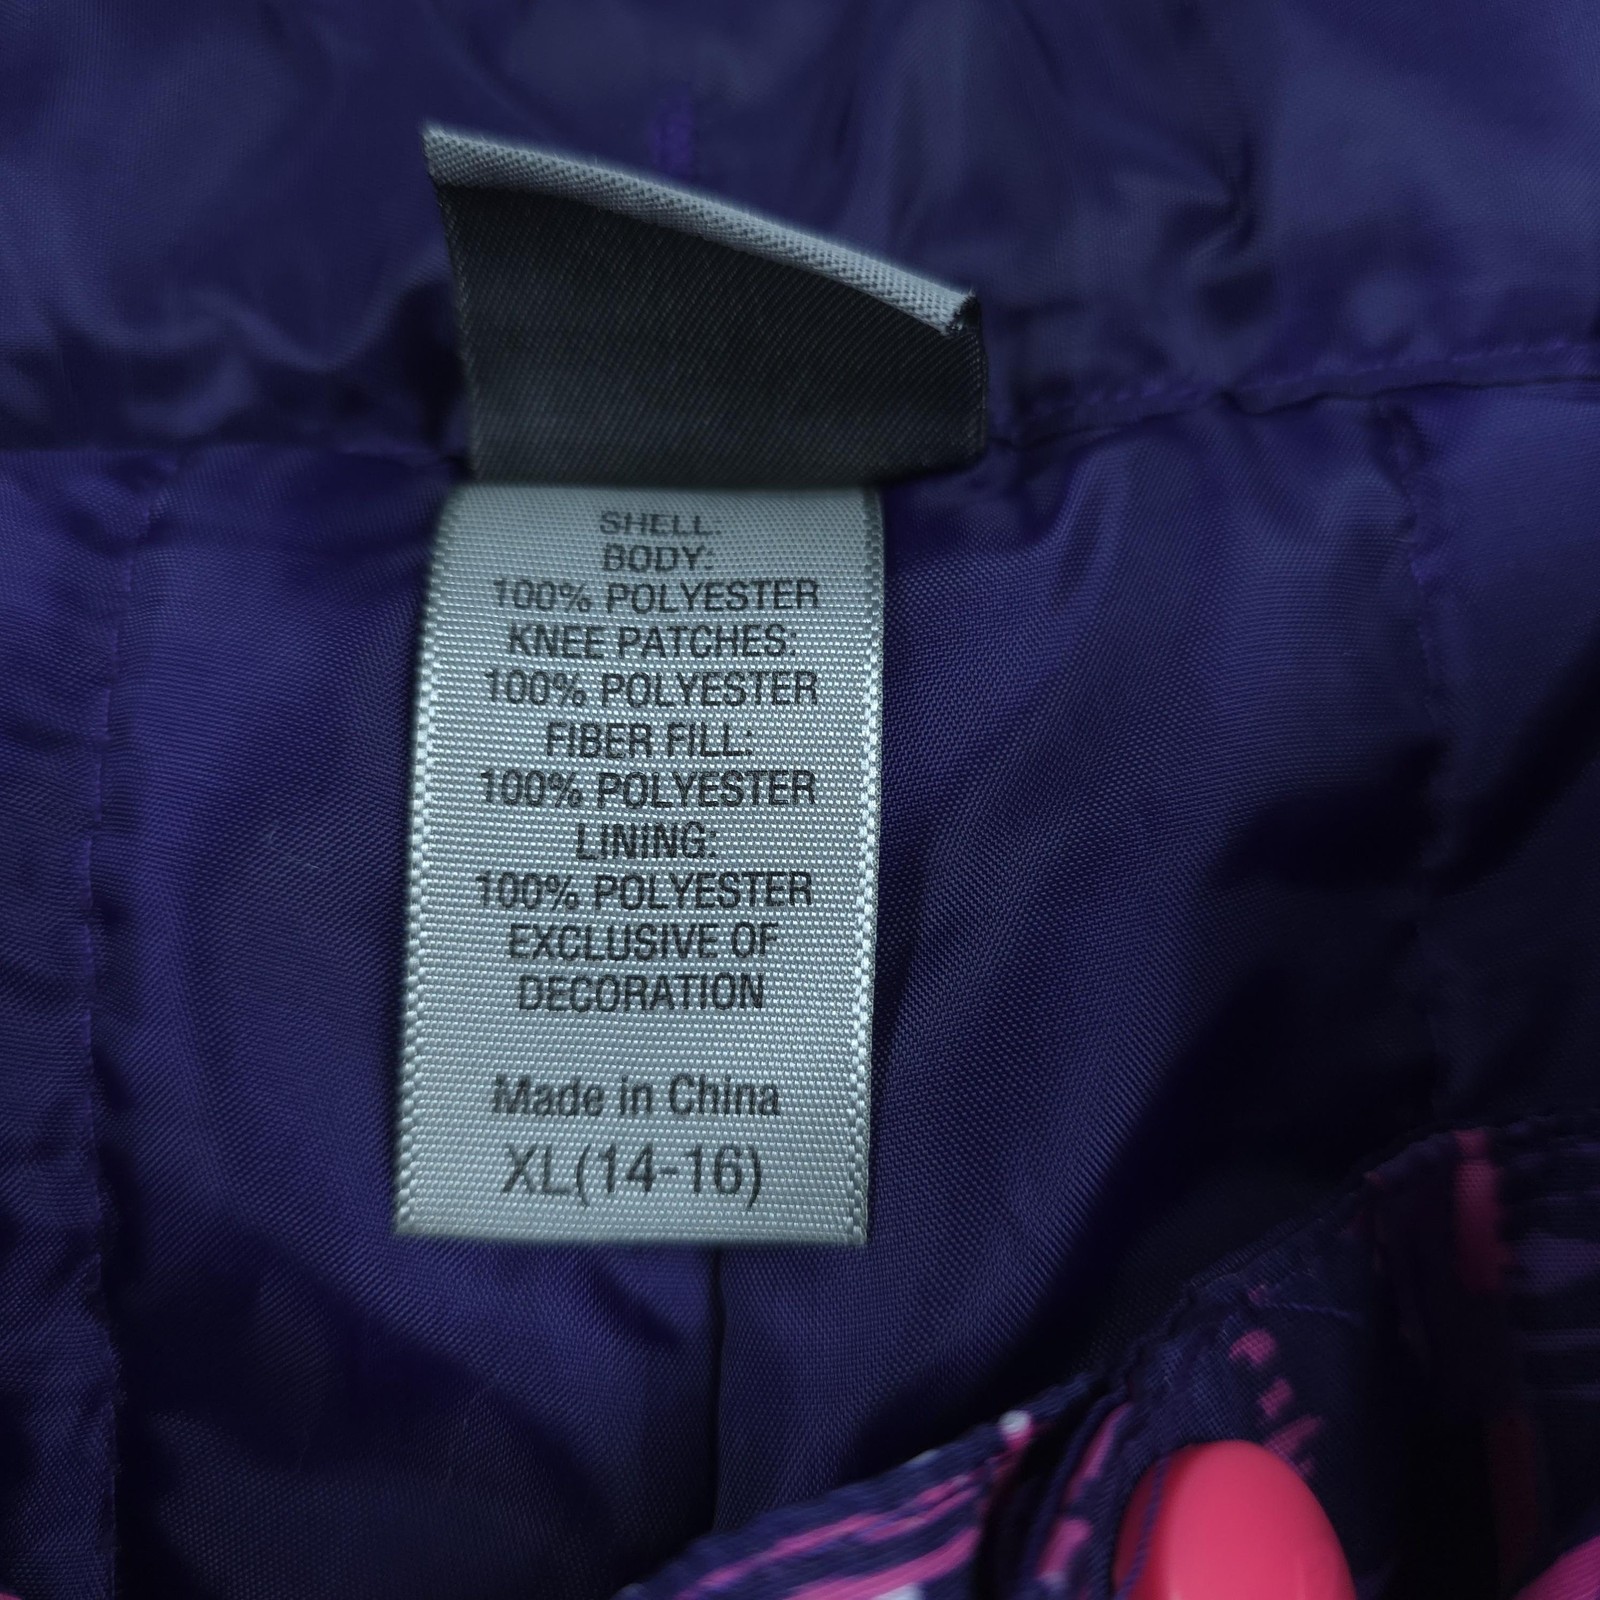 SHELL:
BODY:
100% POLYESTER
KNEE PATCHES:
100% POLYESTER
FIBER FILL:
100% POLYESTER
LINING:
100% POLYESTER
EXCLUSIVE OF
DECORATION
Made in China
XL(14-16)